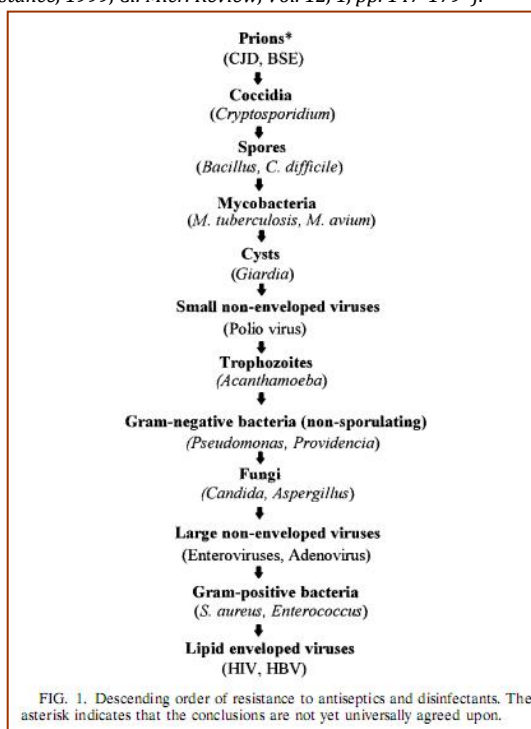 Prions*
(CJD, BSE)
Coccidia
(Cryptosporidium)
Spores
(Bacillus, C. difficile)
Mycobacteria
(M. tuberculosis, M. avium)
Cysts
(Giardia)
Small non-enveloped viruses
(Polio virus)
Trophozoites
(Acanthamoeba)
Gram-negative bacteria (non-sporulating)
(Pseudomonas, Providencia)
Fungi
(Candida, Aspergillus)
Large non-enveloped viruses
(Enteroviruses, Adenovirus)
Gram-positive bacteria
(S. aureus, Enterococcus)
Lipid enveloped viruses
(HIV, HBV)
FIG. 1. Descending order of resistance to antiseptics and disinfectants. The
asterisk indicates that the conclusions are not yet universally agreed upon.